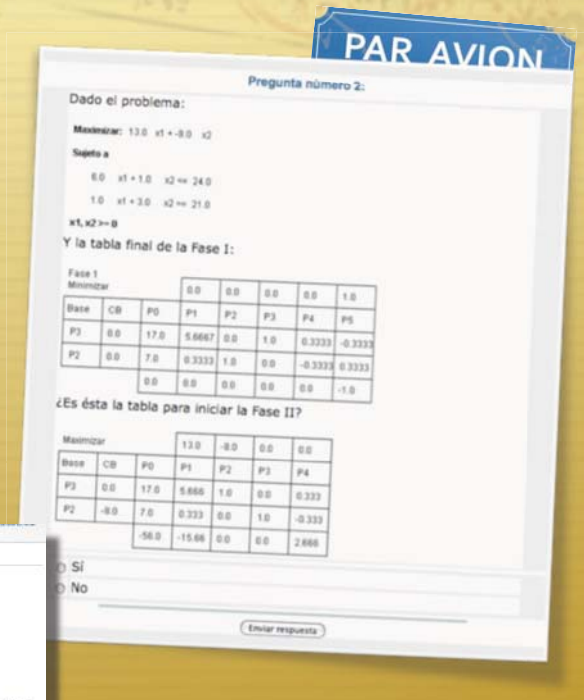 PAR AVION
Pregunta número 2:
Dado el problema:
Maximizar: 13.0 x1 + -8.0 x2
Sujeto a
6.0 x1 + 1.0 x2 <= 24.0
1.0 x1 + 3.0 x2 >= 21.0
x1, x2 >= 0
Y la tabla final de la Fase I:
Fase 1
Minimizar 0.0 0.0 0.0 0.0 1.0
Base CB P0 P1 P2 P3 P4 P5
P3 0.0 17.0 5.6667 0.0 1.0 0.3333 -0.3333
P2 0.0 7.0 0.3333 1.0 0.0 -0.3333 0.3333
0.0 0.0 0.0 0.0 0.0 -1.0
¿Es ésta la tabla para iniciar la Fase II?
Maximizar 13.0 -8.0 0.0 0.0
Base CB P0 P1 P2 P3 P4
P3 0.0 17.0 5.666 1.0 0.0 0.333
P2 -8.0 7.0 0.333 0.0 1.0 -0.333
-56.0 -15.66 0.0 0.0 2.666
Sí
No
Enviar respuesta